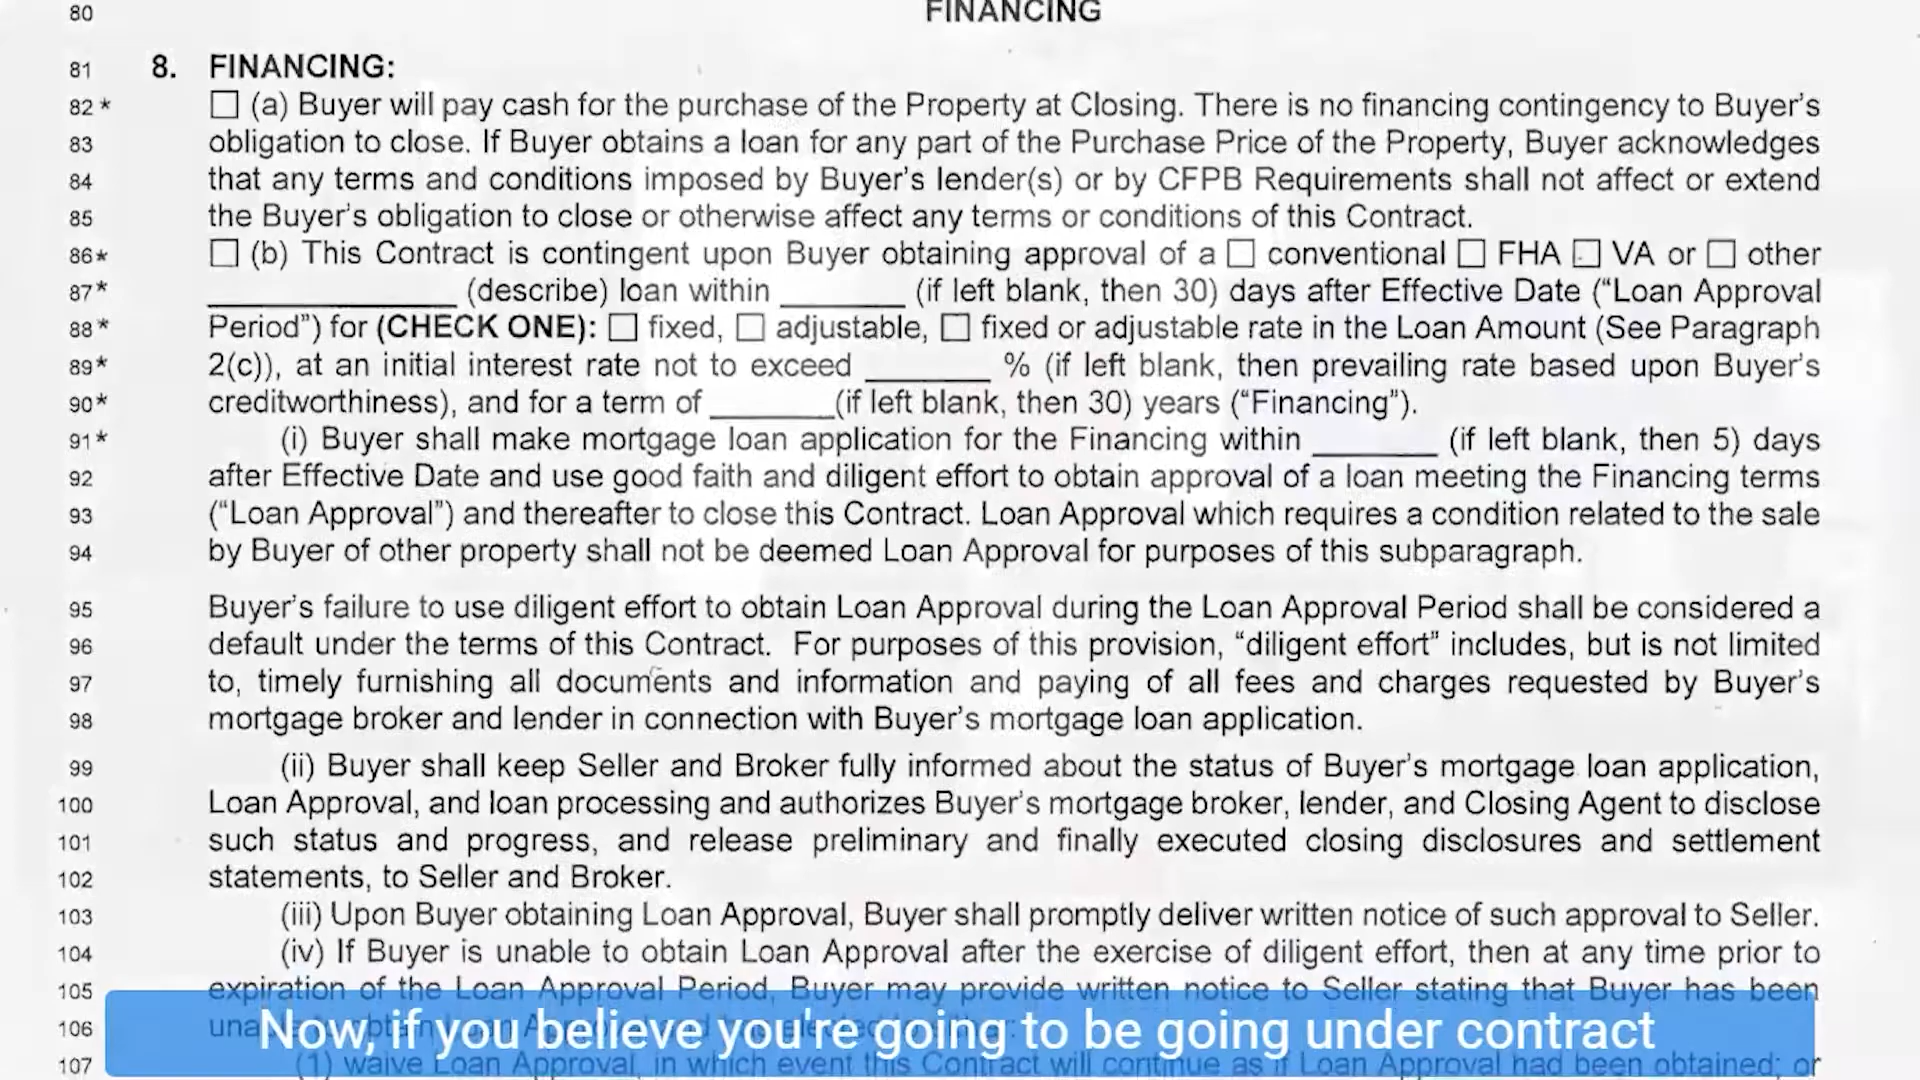 80 FINANCING
81 8. FINANCING:
82* ☐ (a) Buyer will pay cash for the purchase of the Property at Closing. There is no financing contingency to Buyer's
83 obligation to close. If Buyer obtains a loan for any part of the Purchase Price of the Property, Buyer acknowledges
84 that any terms and conditions imposed by Buyer's lender(s) or by CFPB Requirements shall not affect or extend
85 the Buyer's obligation to close or otherwise affect any terms or conditions of this Contract.
86* ☐ (b) This Contract is contingent upon Buyer obtaining approval of a ☐ conventional ☐ FHA ☐ VA or ☐ other
87* ____________ (describe) loan within ______ (if left blank, then 30) days after Effective Date ("Loan Approval
88* Period") for (CHECK ONE): ☐ fixed, ☐ adjustable, ☐ fixed or adjustable rate in the Loan Amount (See Paragraph
89* 2(c)), at an initial interest rate not to exceed ______ % (if left blank, then prevailing rate based upon Buyer's
90* creditworthiness), and for a term of ______(if left blank, then 30) years ("Financing").
91* (i) Buyer shall make mortgage loan application for the Financing within ______ (if left blank, then 5) days
92 after Effective Date and use good faith and diligent effort to obtain approval of a loan meeting the Financing terms
93 ("Loan Approval") and thereafter to close this Contract. Loan Approval which requires a condition related to the sale
94 by Buyer of other property shall not be deemed Loan Approval for purposes of this subparagraph.
95 Buyer's failure to use diligent effort to obtain Loan Approval during the Loan Approval Period shall be considered a
96 default under the terms of this Contract. For purposes of this provision, "diligent effort" includes, but is not limited
97 to, timely furnishing all documents and information and paying of all fees and charges requested by Buyer's
98 mortgage broker and lender in connection with Buyer's mortgage loan application.
99 (ii) Buyer shall keep Seller and Broker fully informed about the status of Buyer's mortgage loan application,
100 Loan Approval, and loan processing and authorizes Buyer's mortgage broker, lender, and Closing Agent to disclose
101 such status and progress, and release preliminary and finally executed closing disclosures and settlement
102 statements, to Seller and Broker.
103 (iii) Upon Buyer obtaining Loan Approval, Buyer shall promptly deliver written notice of such approval to Seller.
104 (iv) If Buyer is unable to obtain Loan Approval after the exercise of diligent effort, then at any time prior to
105 expiration of the Loan Approval Period, Buyer may provide written notice to Seller stating that Buyer has been
106
Now, if you believe you're going to be going under contract
107 (1) waive Loan Approval, in which event this Contract will continue as if Loan Approval had been obtained; or